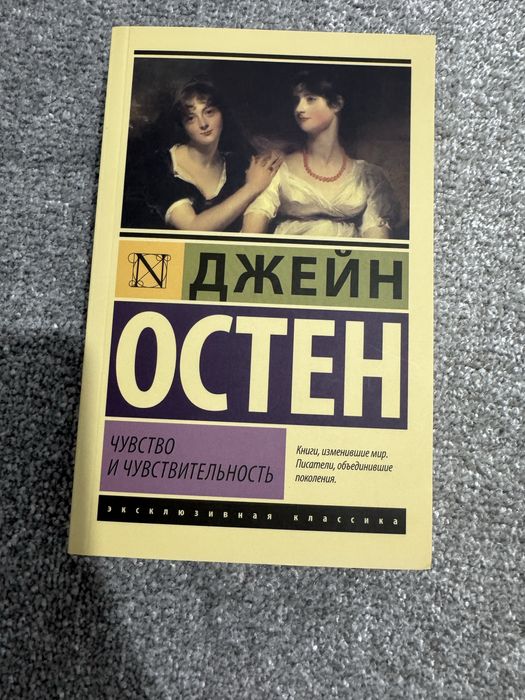 N
ДЖЕЙН
ОСТЕН
ЧУВСТВО
И ЧУВСТВИТЕЛЬНОСТЬ
Книги, изменившие мир.
Писатели, объединившие
поколения.
эксклюзивная классика